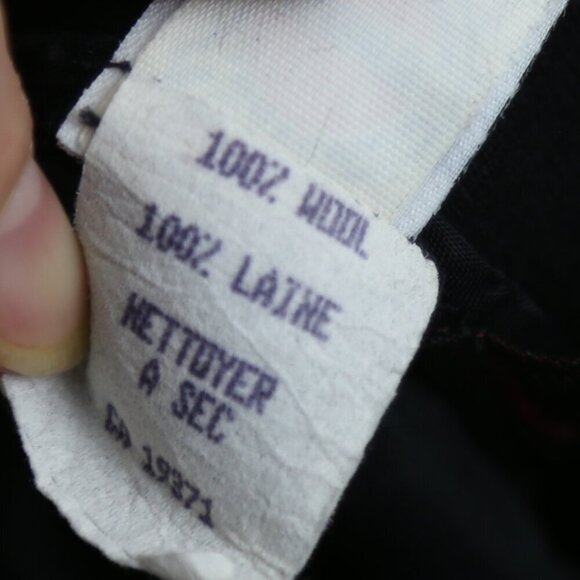 100% WOOL
100% LAINE
NETTOYER
A SEC
CA 19371